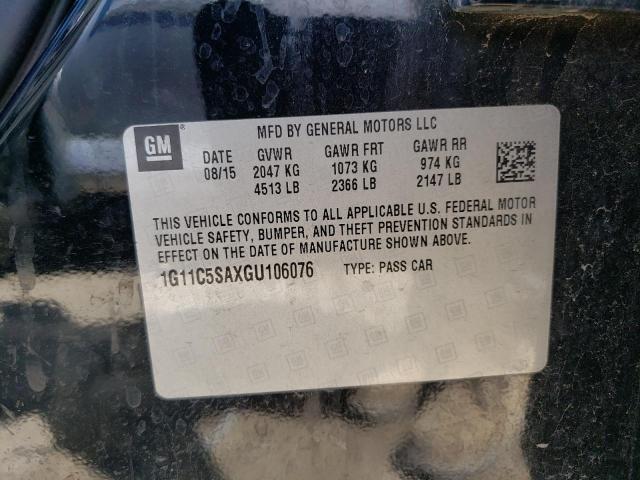 MFD BY GENERAL MOTORS LLC
GM
DATE GVWR GAWR FRT GAWR RR
08/15 2047 KG 1073 KG 974 KG
4513 LB 2366 LB 2147 LB
THIS VEHICLE CONFORMS TO ALL APPLICABLE U.S. FEDERAL MOTOR
VEHICLE SAFETY, BUMPER, AND THEFT PREVENTION STANDARDS IN
EFFECT ON THE DATE OF MANUFACTURE SHOWN ABOVE.
1G11C5SAXGU106076 TYPE: PASS CAR